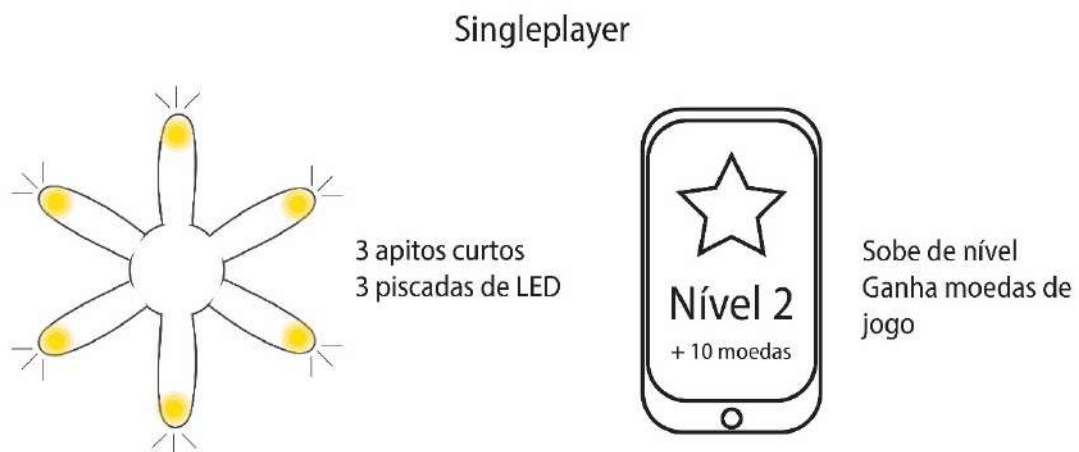 Singleplayer
3 apitos curtos
3 piscadas de LED
Nível 2
+ 10 moedas
Sobe de nível
Ganha moedas de
jogo